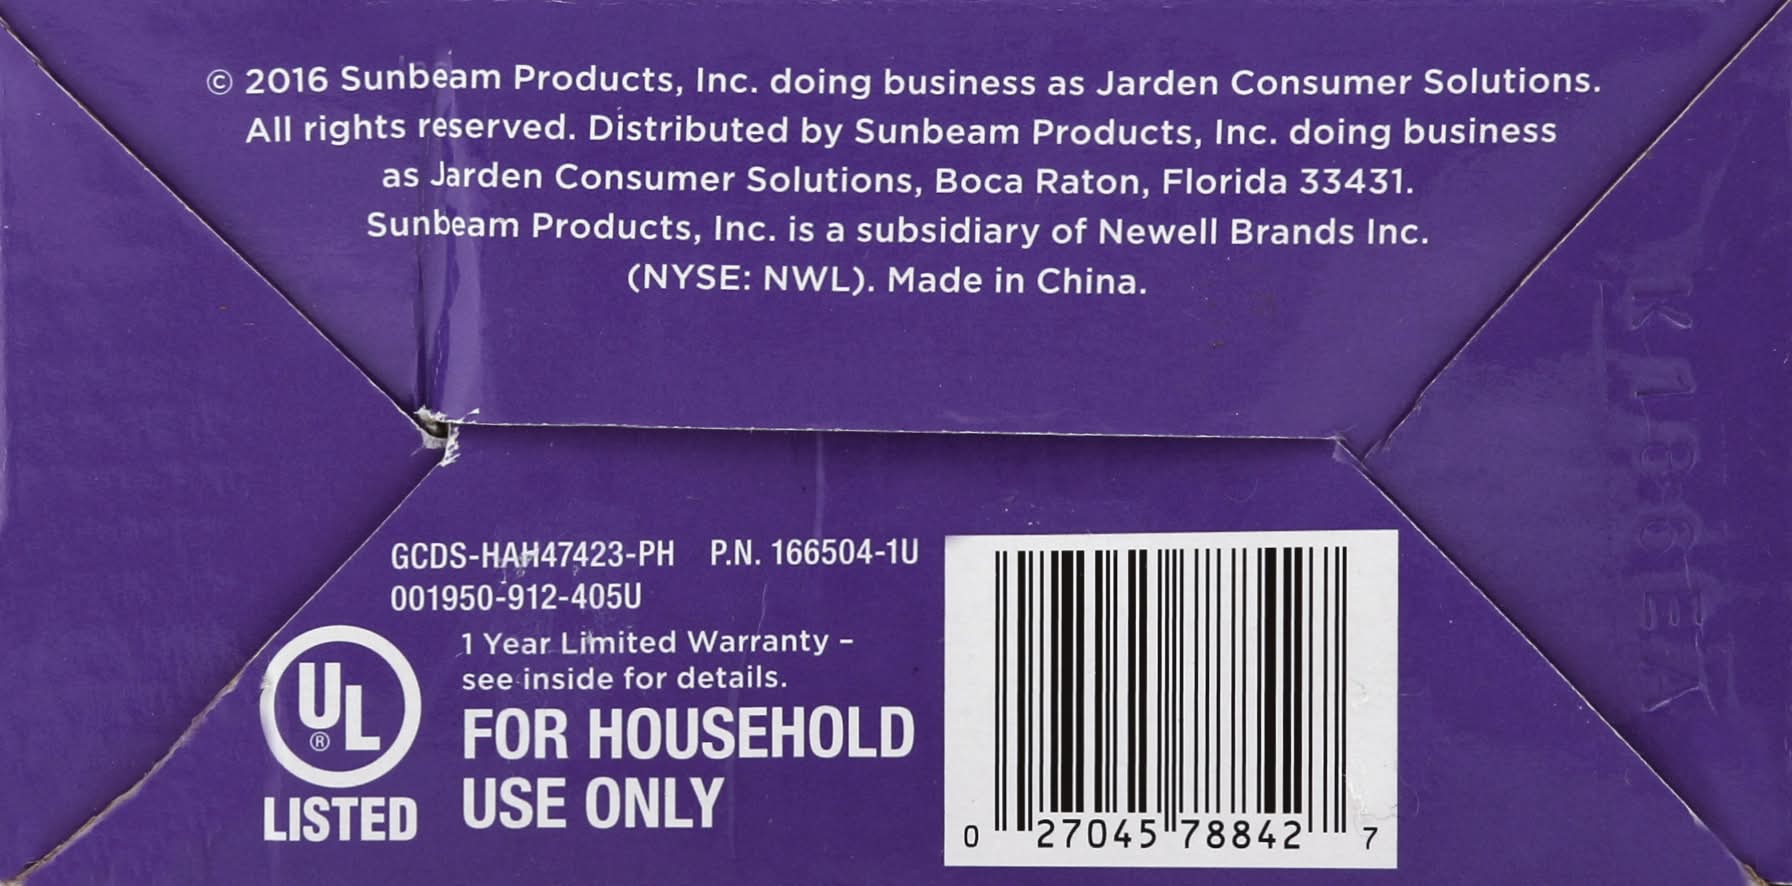 © 2016 Sunbeam Products, Inc. doing business as Jarden Consumer Solutions.
All rights reserved. Distributed by Sunbeam Products, Inc. doing business
as Jarden Consumer Solutions, Boca Raton, Florida 33431.
Sunbeam Products, Inc. is a subsidiary of Newell Brands Inc.
(NYSE: NWL). Made in China.
K186EA
GCDS-HAH47423-PH P.N. 166504-1U
001950-912-405U
1 Year Limited Warranty –
see inside for details.
FOR HOUSEHOLD
USE ONLY
UL
®
LISTED
0 27045 78842 7